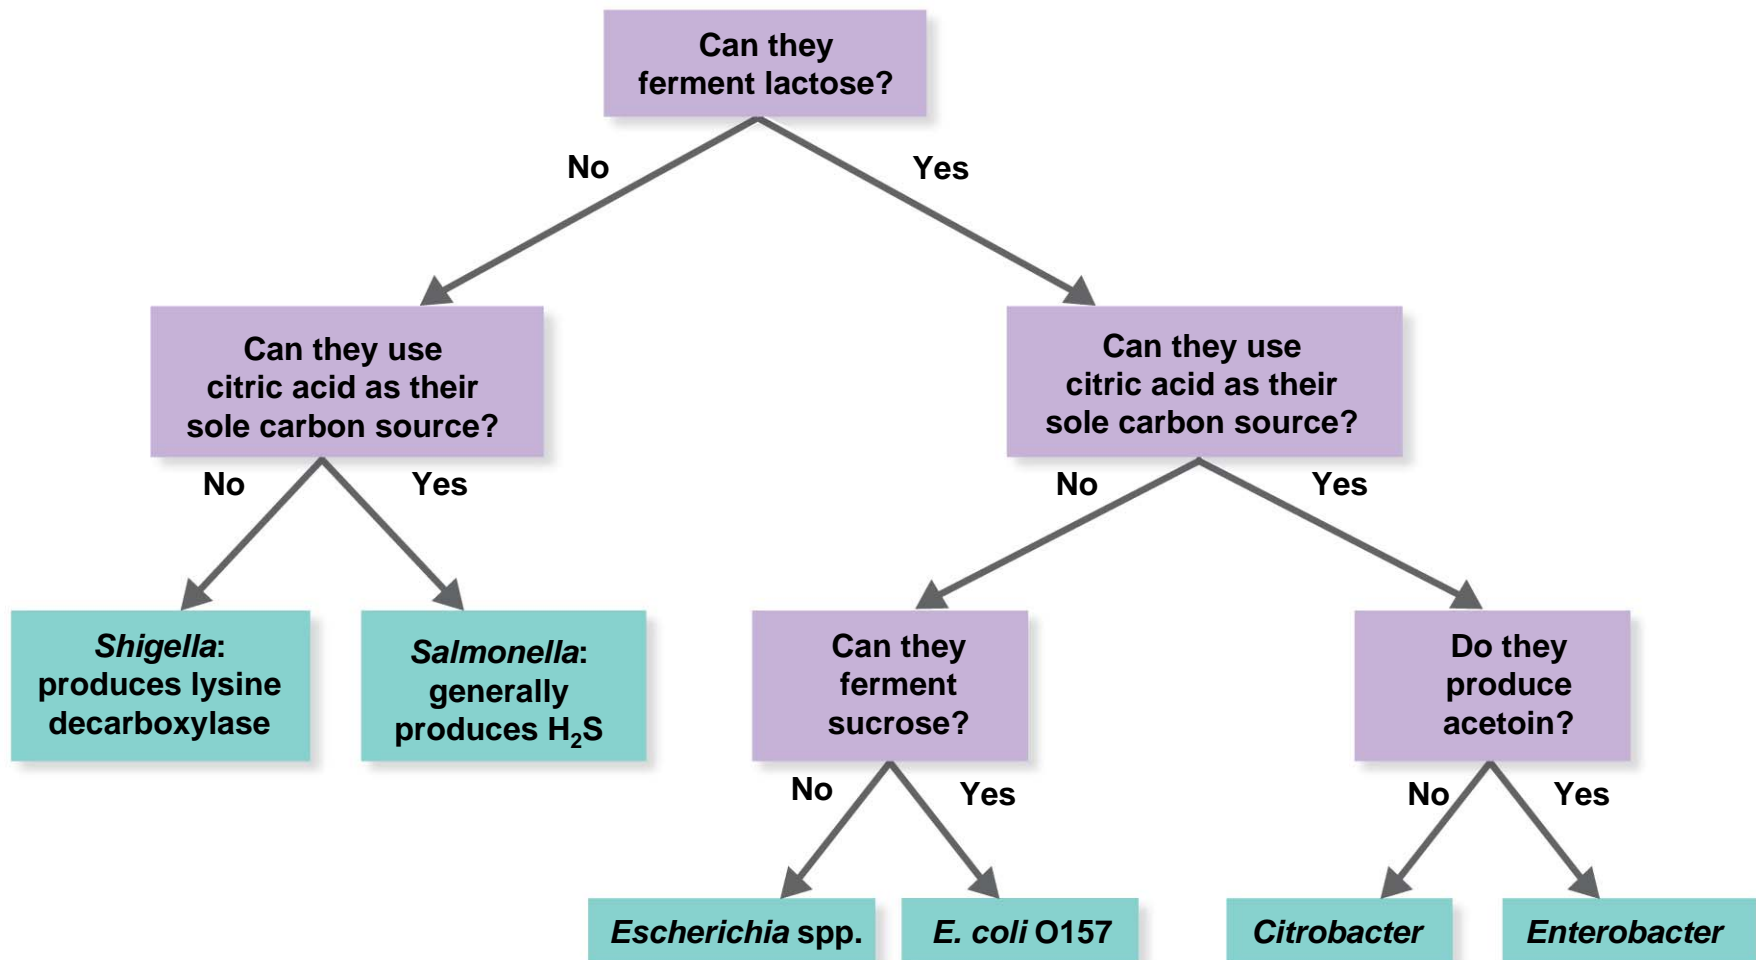 Can they
ferment lactose?
No
Yes
Can they use
citric acid as their
sole carbon source?
Can they use
citric acid as their
sole carbon source?
No
Yes
No
Yes
Shigella:
produces lysine
decarboxylase
Salmonella:
generally
produces H₂S
Can they
ferment
sucrose?
Do they
produce
acetoin?
No
Yes
No
Yes
Escherichia spp.
E. coli O157
Citrobacter
Enterobacter